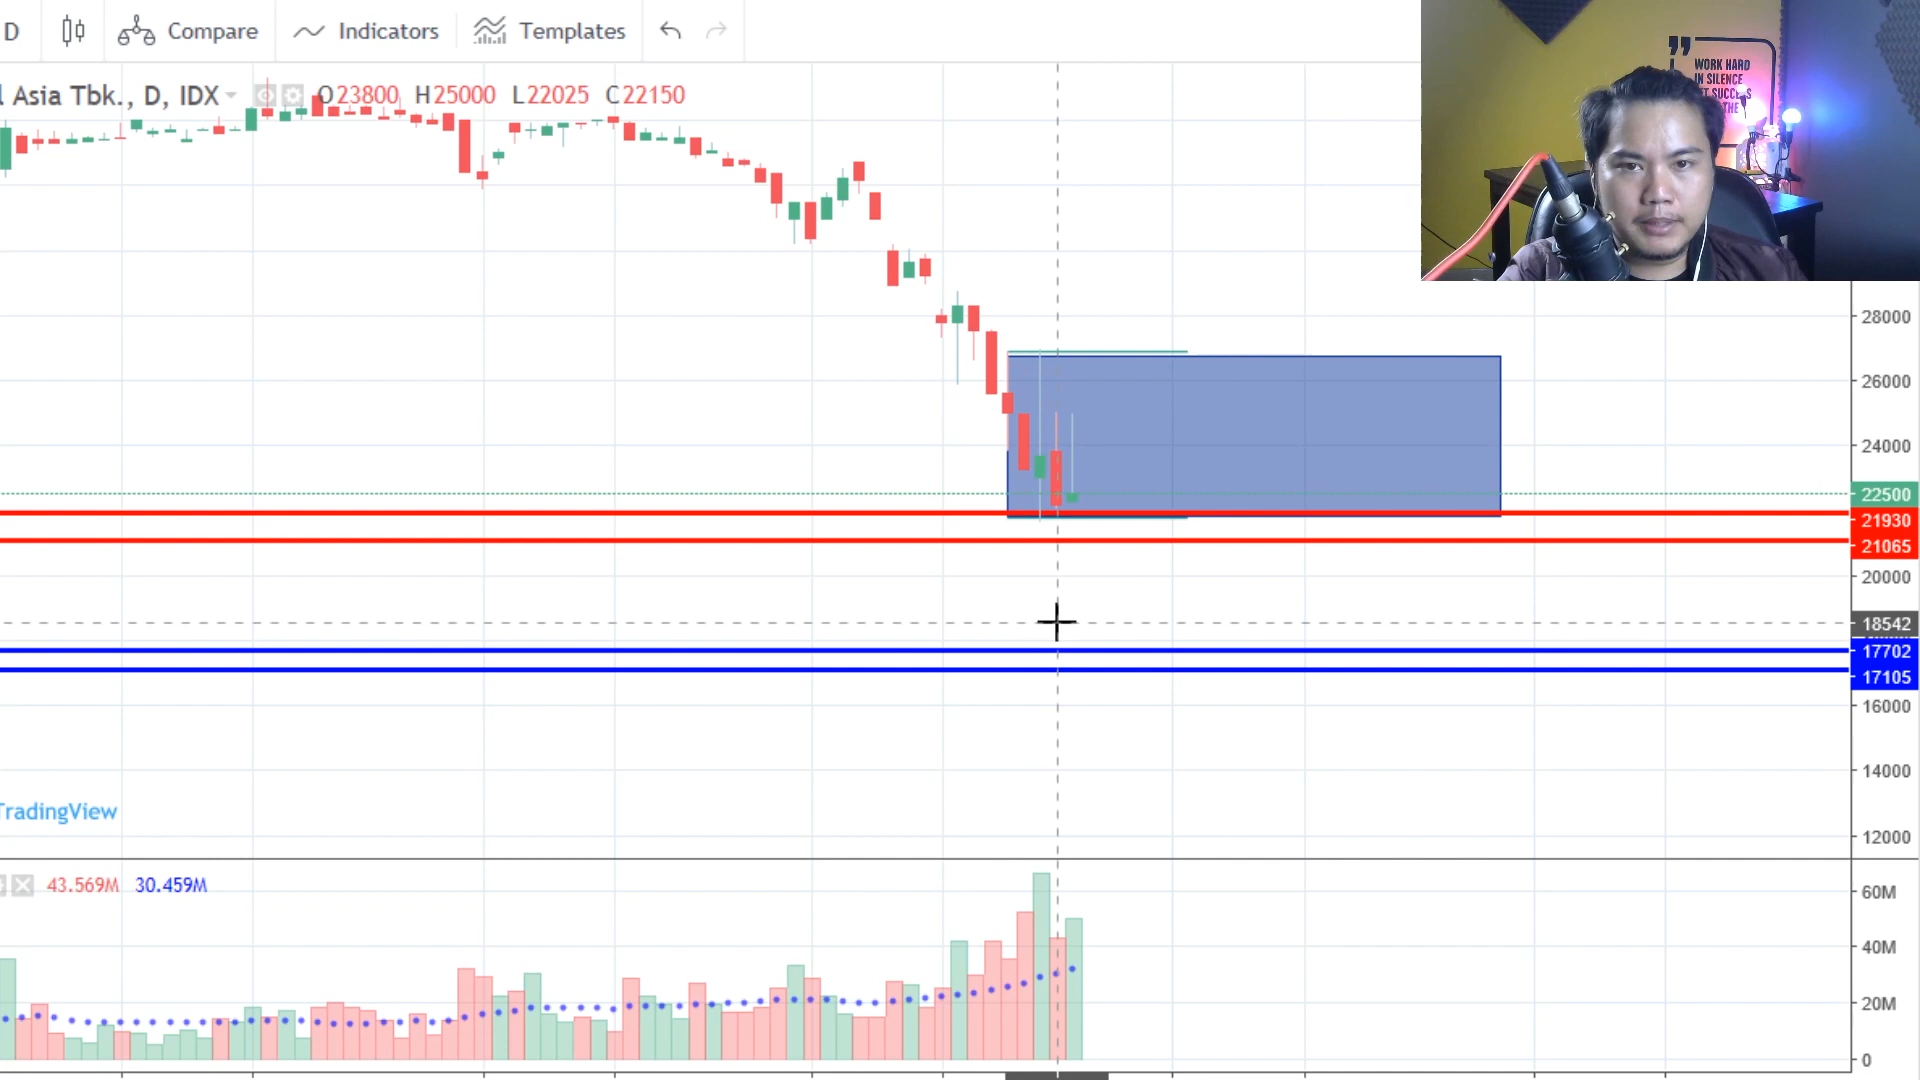 D Compare Indicators Templates
l Asia Tbk., D, IDX O23800 H25000 L22025 C22150
WORK HARD
IN SILENCE
THE
28000
26000
24000
22500
21930
21065
20000
18542
17702
17105
16000
14000
12000
TradingView
43.569M 30.459M
60M
40M
20M
0